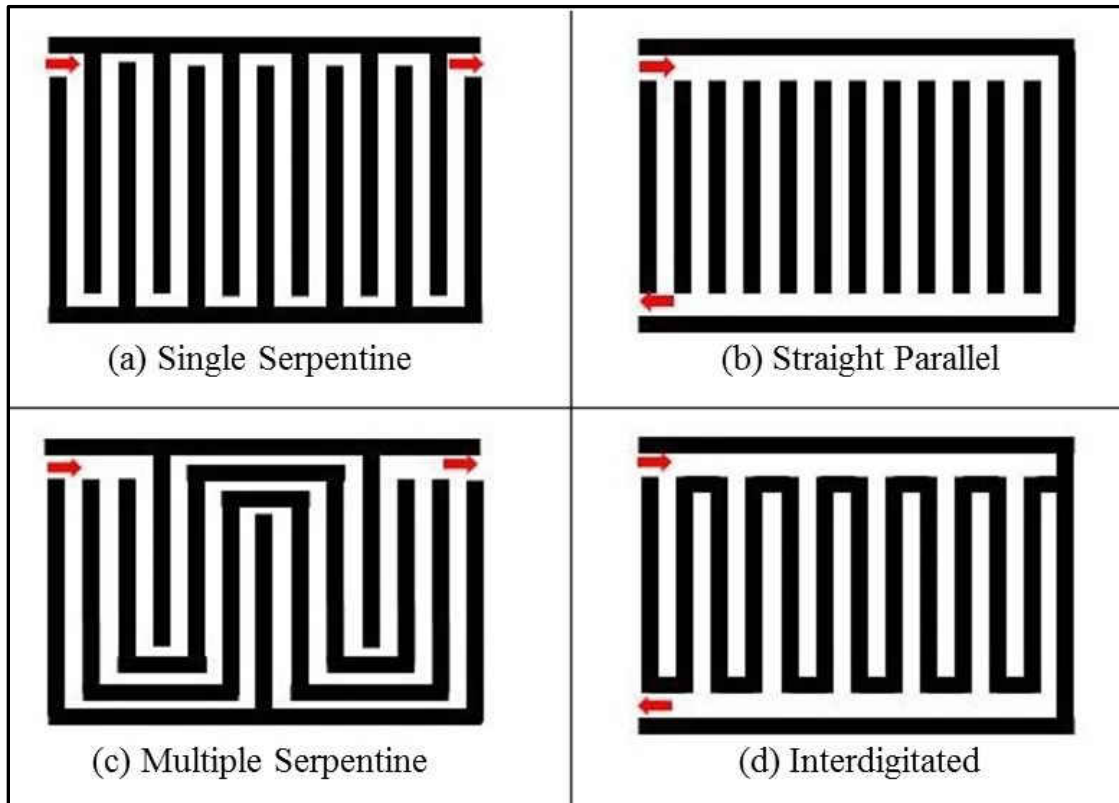 (a) Single Serpentine
(b) Straight Parallel
(c) Multiple Serpentine
(d) Interdigitated